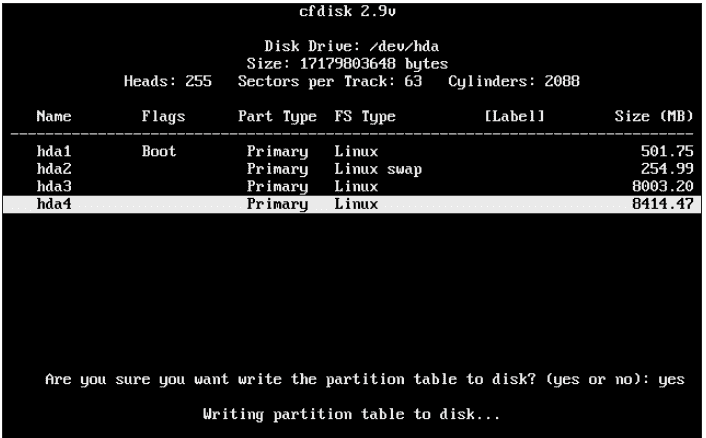 cfdisk 2.9v
Disk Drive: /dev/hda
Size: 17179803648 bytes
Heads: 255 Sectors per Track: 63 Cylinders: 2088
Name Flags Part Type FS Type [Label] Size (MB)
hda1 Boot Primary Linux 501.75
hda2 Primary Linux swap 254.99
hda3 Primary Linux 8003.20
hda4 Primary Linux 8414.47
Are you sure you want write the partition table to disk? (yes or no): yes
Writing partition table to disk...